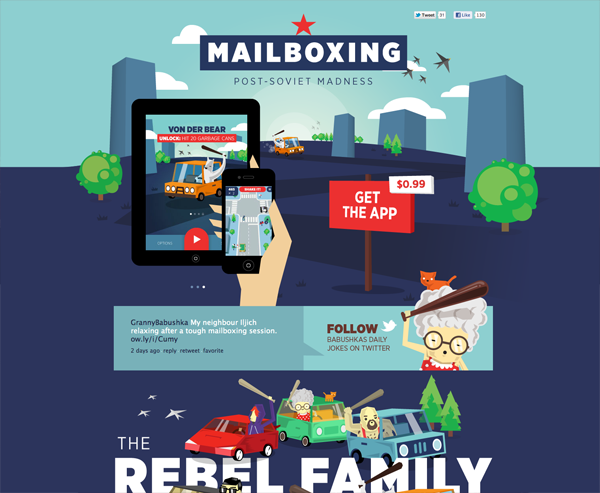 Tweet 31 Like 130
MAILBOXING
POST-SOVIET MADNESS
VON DER BEAR
UNLOCK: HIT 20 GARBAGE CANS
OPTIONS
$0.99
GET
THE APP
GrannyBabushka My neighbour Iljich
relaxing after a tough mailboxing session.
ow.ly/i/Cumy
2 days ago reply retweet favorite
FOLLOW
BABUSHKAS DAILY
JOKES ON TWITTER
THE
REBEL FAMILY